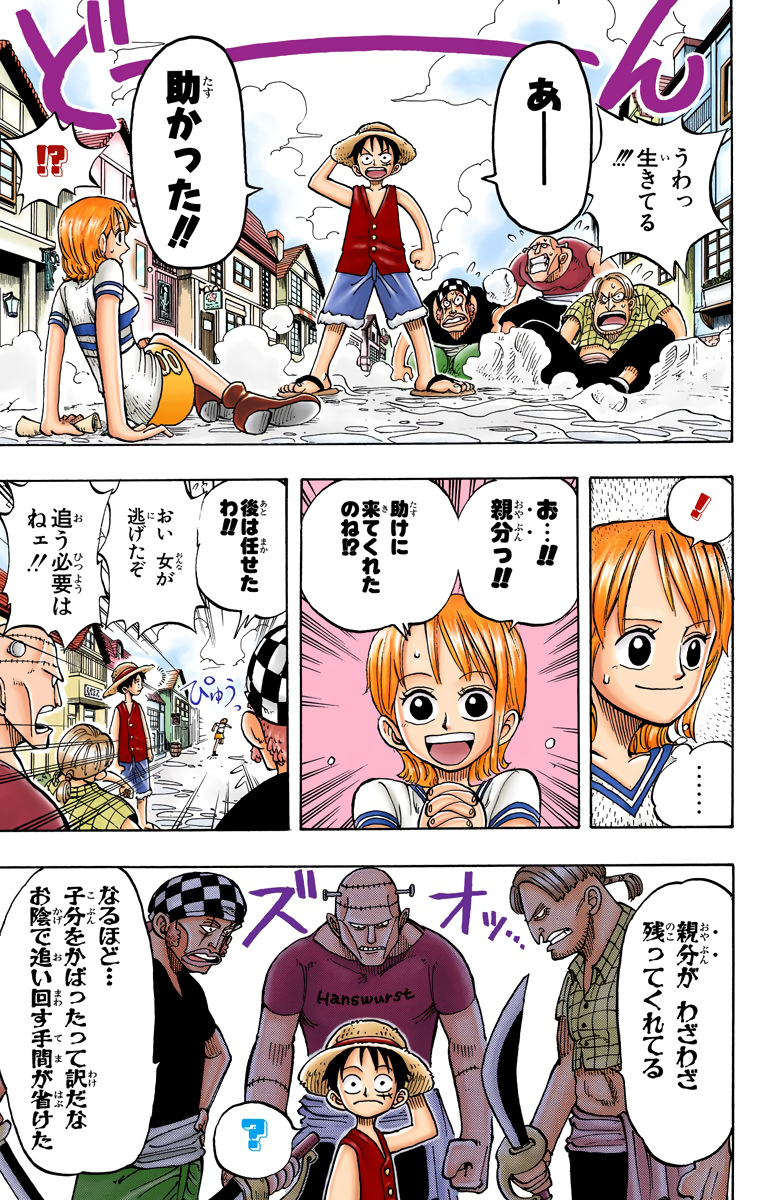 どーん
うわっ
生きてる
!!!
あーー
助かった!!
!?
!
……
お…!!
親分っ!!
助けに
来てくれた
のね!?
後は任せた
わ!!
おい 女が
逃げたぞ
追う必要は
ねェ!!
ぴゅうっ
親分が わざわざ
残ってくれてる
ズオッ…
Hanswurst
?
なるほど…
子分をかばったって訳だな
お陰で追い回す手間が省けた